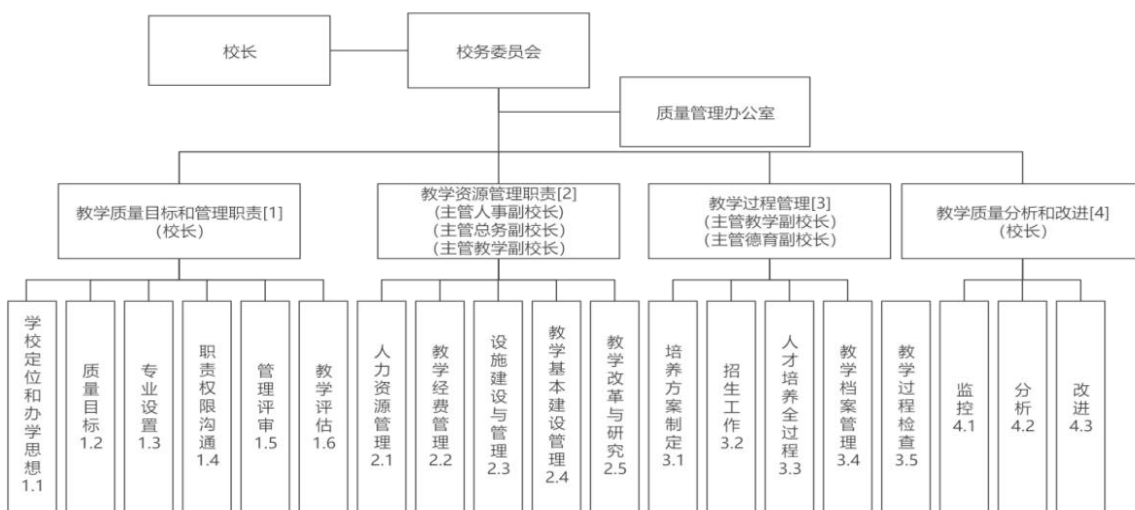 校长
校务委员会
质量管理办公室
教学质量目标和管理职责[1]
(校长)
教学资源管理职责[2]
(主管人事副校长)
(主管总务副校长)
(主管教学副校长)
教学过程管理[3]
(主管教学副校长)
(主管德育副校长)
教学质量分析和改进[4]
(校长)
学校定位和办学思想1.1
质量目标1.2
专业设置1.3
职责权限沟通1.4
管理评审1.5
教学评估1.6
人力资源管理2.1
教学经费管理2.2
设施建设与管理2.3
教学基本建设管理2.4
教学改革与研究2.5
培养方案制定3.1
招生工作3.2
人才培养全过程3.3
教学档案管理3.4
教学过程检查3.5
监控4.1
分析4.2
改进4.3